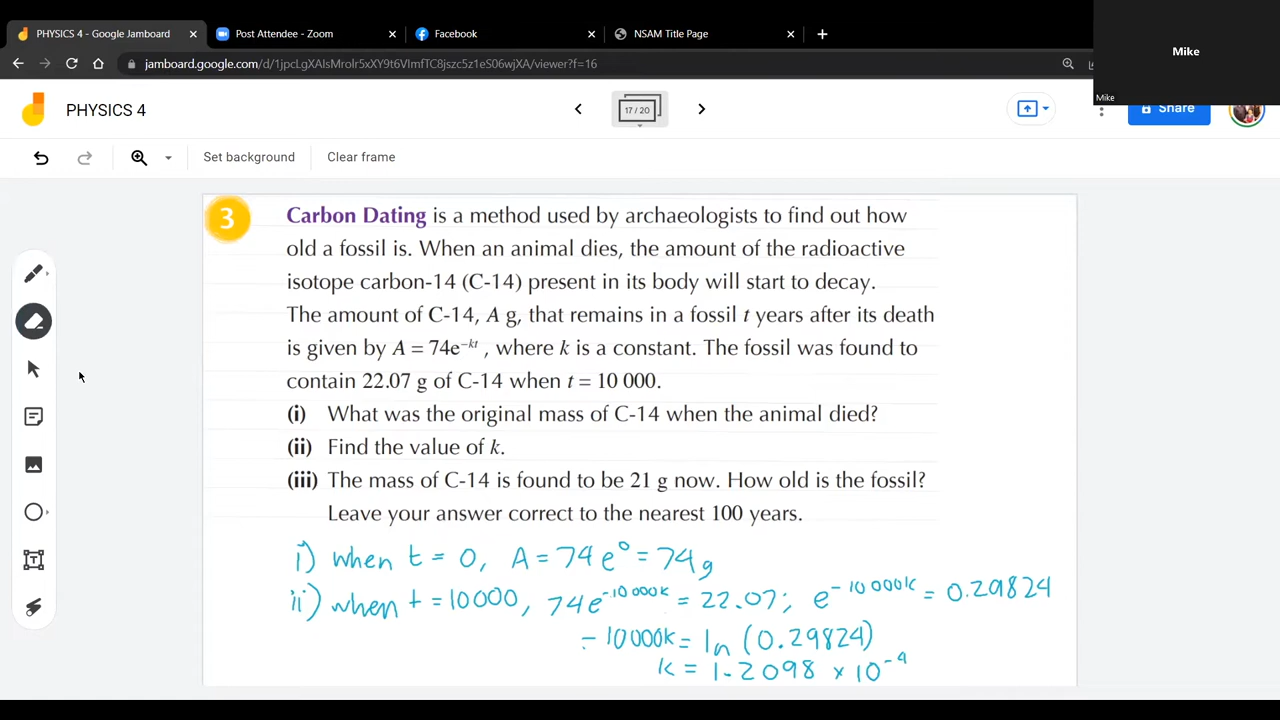 PHYSICS 4 - Google Jamboard
Post Attendee - Zoom
Facebook
NSAM Title Page
Mike
jamboard.google.com/d/1jpcLgXAIsMroIr5xXY9t6VImfTC8jszc5z1eS06wjXA/viewer?f=16
Mike
PHYSICS 4
17 / 20
Share
Set background
Clear frame
3
Carbon Dating is a method used by archaeologists to find out how
old a fossil is. When an animal dies, the amount of the radioactive
isotope carbon-14 (C-14) present in its body will start to decay.
The amount of C-14, A g, that remains in a fossil t years after its death
is given by A = 74e^{-kt} , where k is a constant. The fossil was found to
contain 22.07 g of C-14 when t = 10 000.
(i) What was the original mass of C-14 when the animal died?
(ii) Find the value of k.
(iii) The mass of C-14 is found to be 21 g now. How old is the fossil?
Leave your answer correct to the nearest 100 years.
i) when t = 0, A = 74e⁰ = 74g
ii) when t = 10000, 74e^{-10000k} = 22.07; e^{-10000k} = 0.29824
-10000k = ln (0.29824)
k = 1.2098 × 10⁻⁴